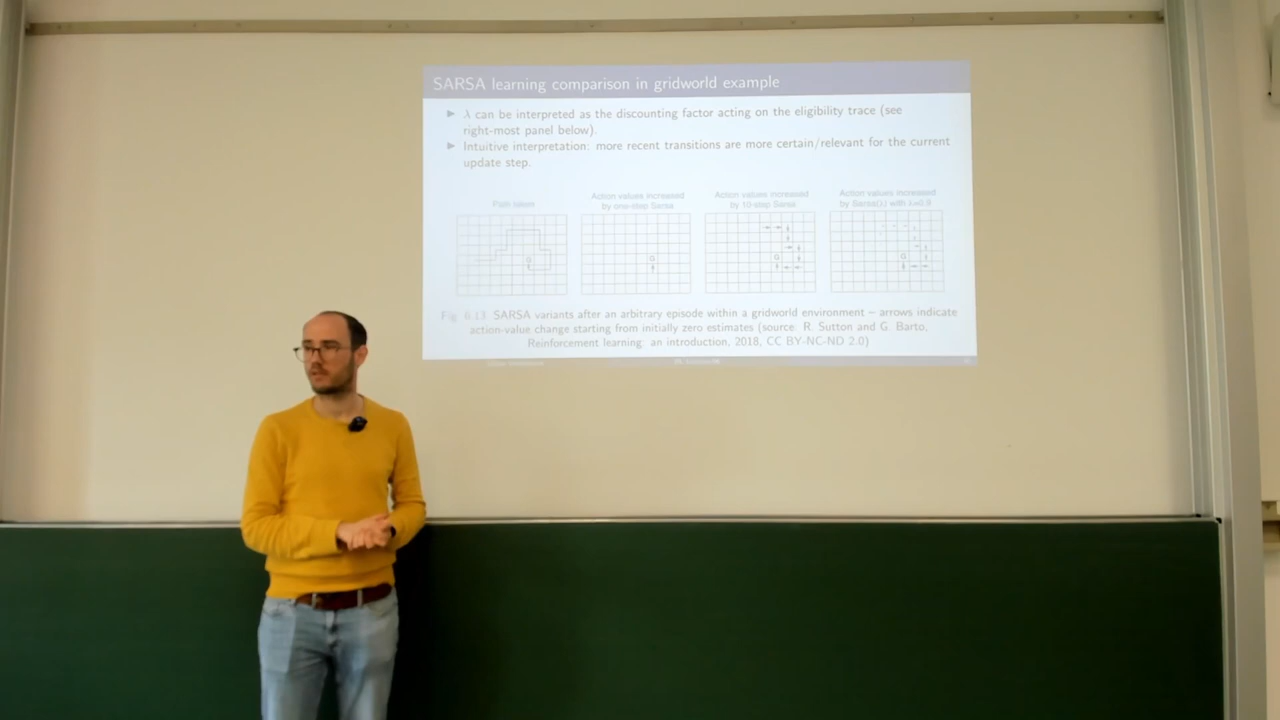 SARSA learning comparison in gridworld example
▶ λ can be interpreted as the discounting factor acting on the eligibility trace (see
right-most panel below).
▶ Intuitive interpretation: more recent transitions are more certain/relevant for the current
update step.
Path taken
Action values increased
by one-step Sarsa
Action values increased
by 10-step Sarsa
Action values increased
by Sarsa(λ) with λ=0.9
G
G
G
G
Fig. 6.13 SARSA variants after an arbitrary episode within a gridworld environment – arrows indicate
action-value change starting from initially zero estimates (source: R. Sutton and G. Barto,
Reinforcement learning: an introduction, 2018, CC BY-NC-ND 2.0)